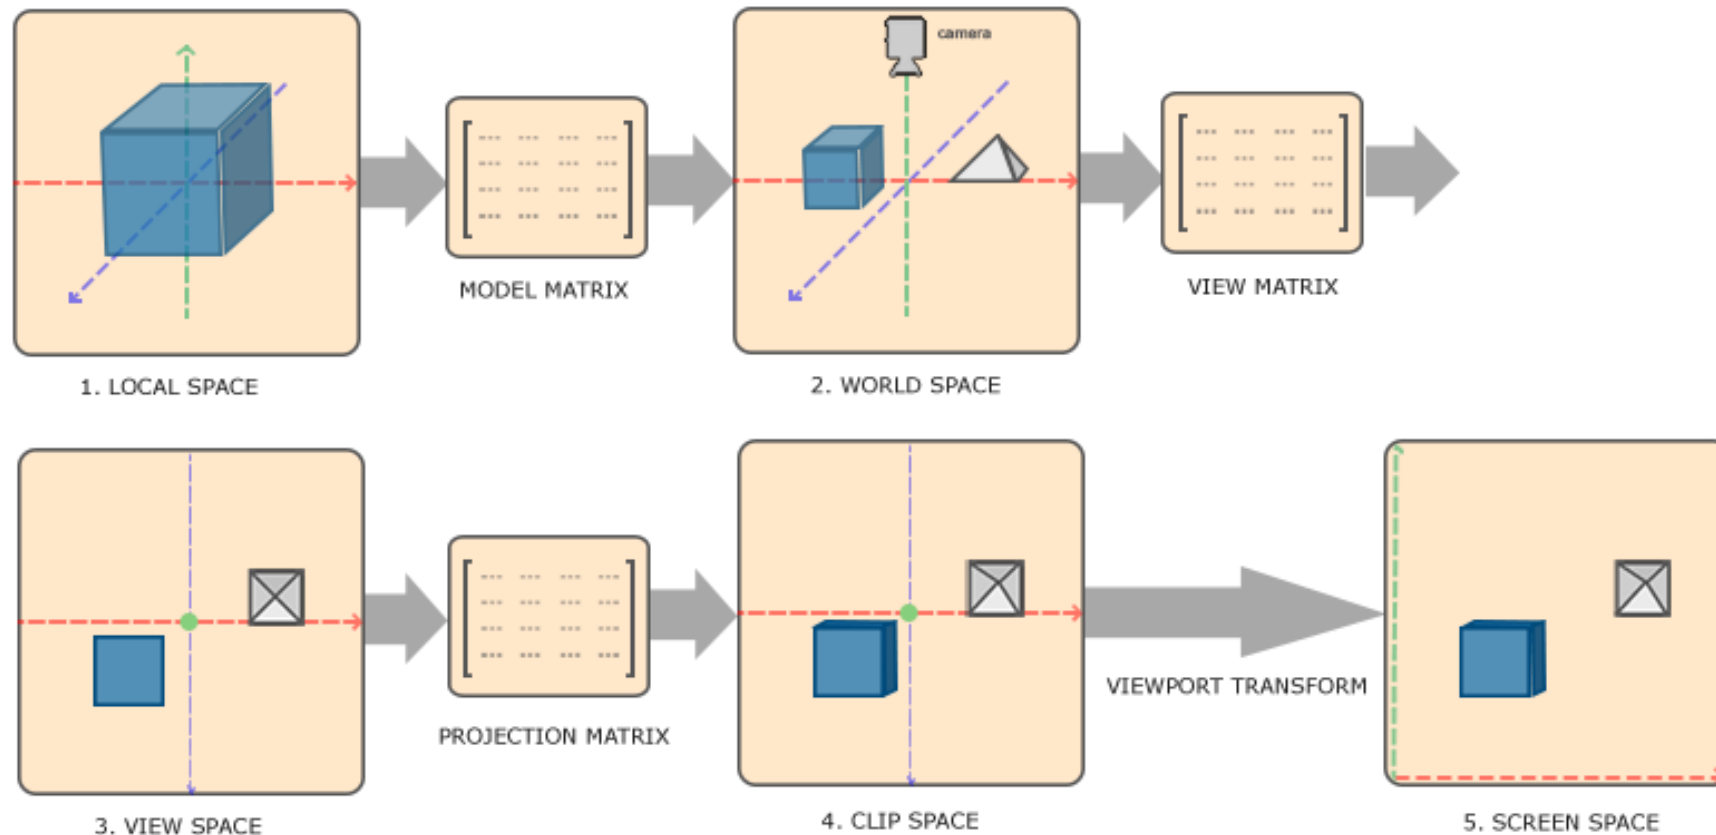 camera
MODEL MATRIX
VIEW MATRIX
1. LOCAL SPACE
2. WORLD SPACE
PROJECTION MATRIX
VIEWPORT TRANSFORM
3. VIEW SPACE
4. CLIP SPACE
5. SCREEN SPACE